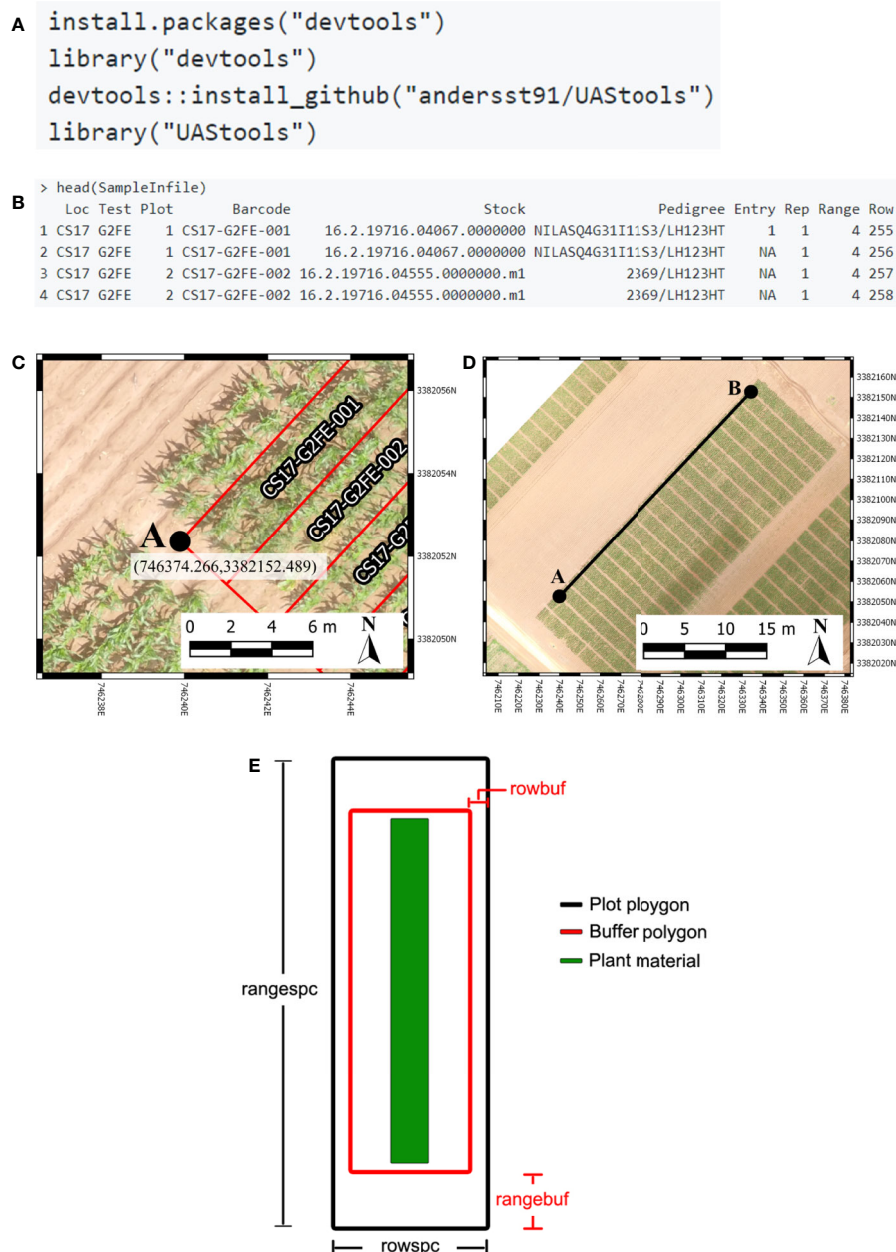 A
install.packages("devtools")
library("devtools")
devtools::install_github("andersst91/UAStools")
library("UAStools")
B
> head(SampleInfile)
Loc Test Plot Barcode Stock Pedigree Entry Rep Range Row
1 CS17 G2FE 1 CS17-G2FE-001 16.2.19716.04067.0000000 NILASQ4G31I11S3/LH123HT 1 1 4 255
2 CS17 G2FE 1 CS17-G2FE-001 16.2.19716.04067.0000000 NILASQ4G31I11S3/LH123HT NA 1 4 256
3 CS17 G2FE 2 CS17-G2FE-002 16.2.19716.04555.0000000.m1 2369/LH123HT NA 1 4 257
4 CS17 G2FE 2 CS17-G2FE-002 16.2.19716.04555.0000000.m1 2369/LH123HT NA 1 4 258
C
CS17-G2FE-001
CS17-G2FE-002
CS17-G2F
A
(746374.266,3382152.489)
0 2 4 6 m
N
3382056N
3382054N
3382052N
3382050N
746238E
746240E
746242E
746244E
D
B
A
0 5 10 15 m
N
3382160N
3382150N
3382140N
3382130N
3382120N
3382110N
3382100N
3382090N
3382080N
3382070N
3382060N
3382050N
3382040N
3382030N
3382020N
746210E
746220E
746230E
746240E
746250E
746260E
746270E
746280E
746290E
746300E
746310E
746320E
746330E
746340E
746350E
746360E
746370E
746380E
E
rowbuf
Plot ploygon
Buffer polygon
Plant material
rangespc
rangebuf
rowspc